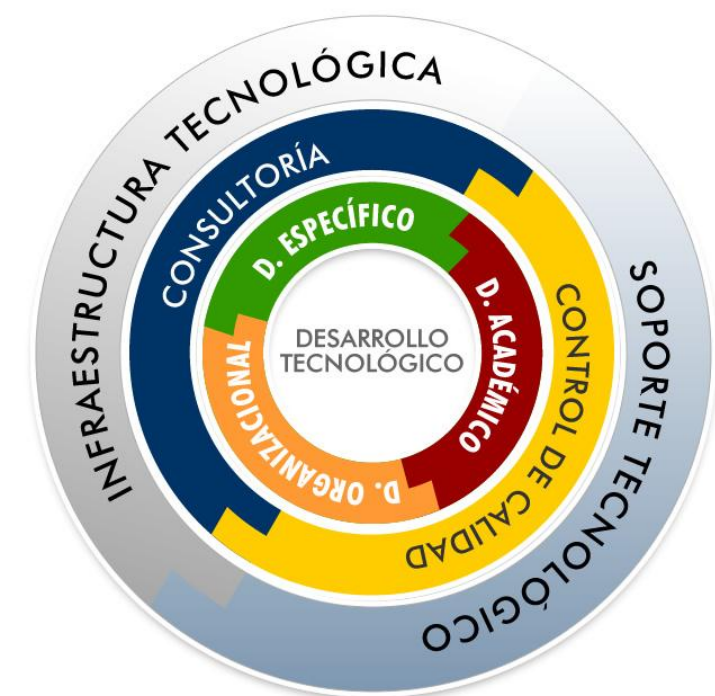 INFRAESTRUCTURA TECNOLÓGICA
SOPORTE TECNOLÓGICO
CONSULTORÍA
CONTROL DE CALIDAD
D. ESPECÍFICO
D. ACADÉMICO
D. ORGANIZACIONAL
DESARROLLO
TECNOLÓGICO